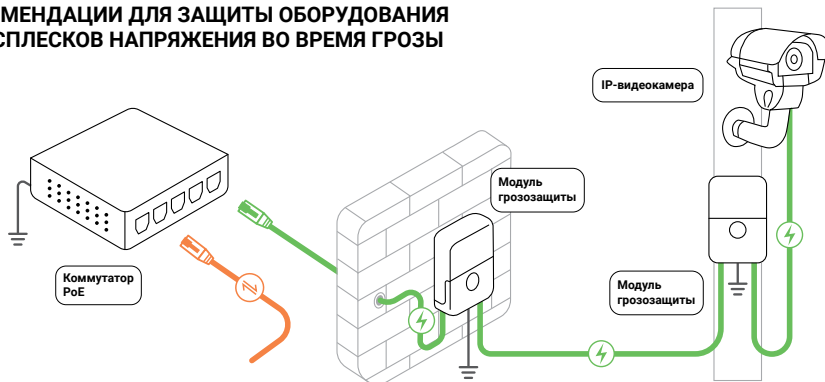 МЕНДАЦИИ ДЛЯ ЗАЩИТЫ ОБОРУДОВАНИЯ
СПЛЕСКОВ НАПРЯЖЕНИЯ ВО ВРЕМЯ ГРОЗЫ
IP-видеокамера
Модуль
грозозащиты
Коммутатор
PoE
Модуль
грозозащиты